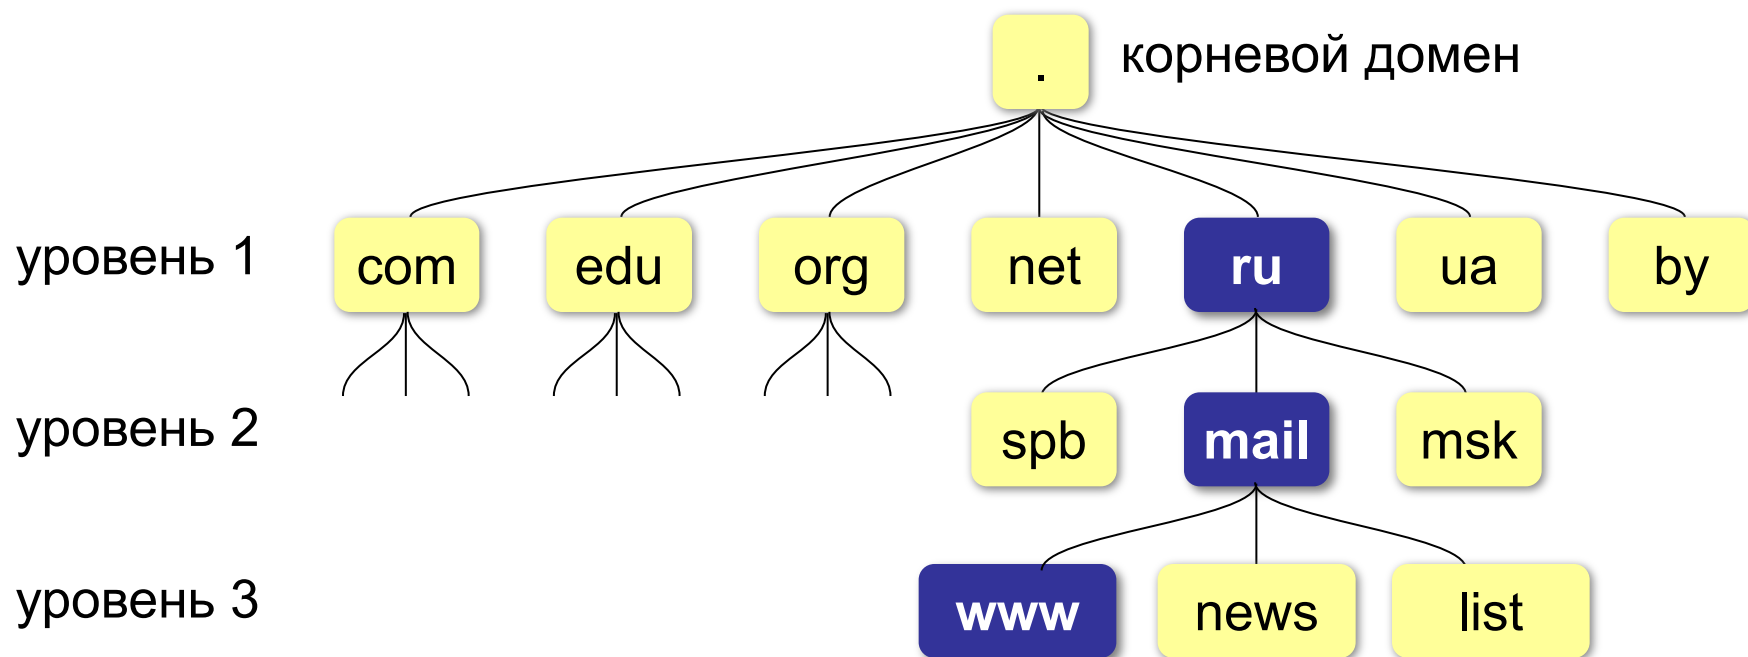 . корневой домен
уровень 1 com edu org net ru ua by
уровень 2 spb mail msk
уровень 3 www news list